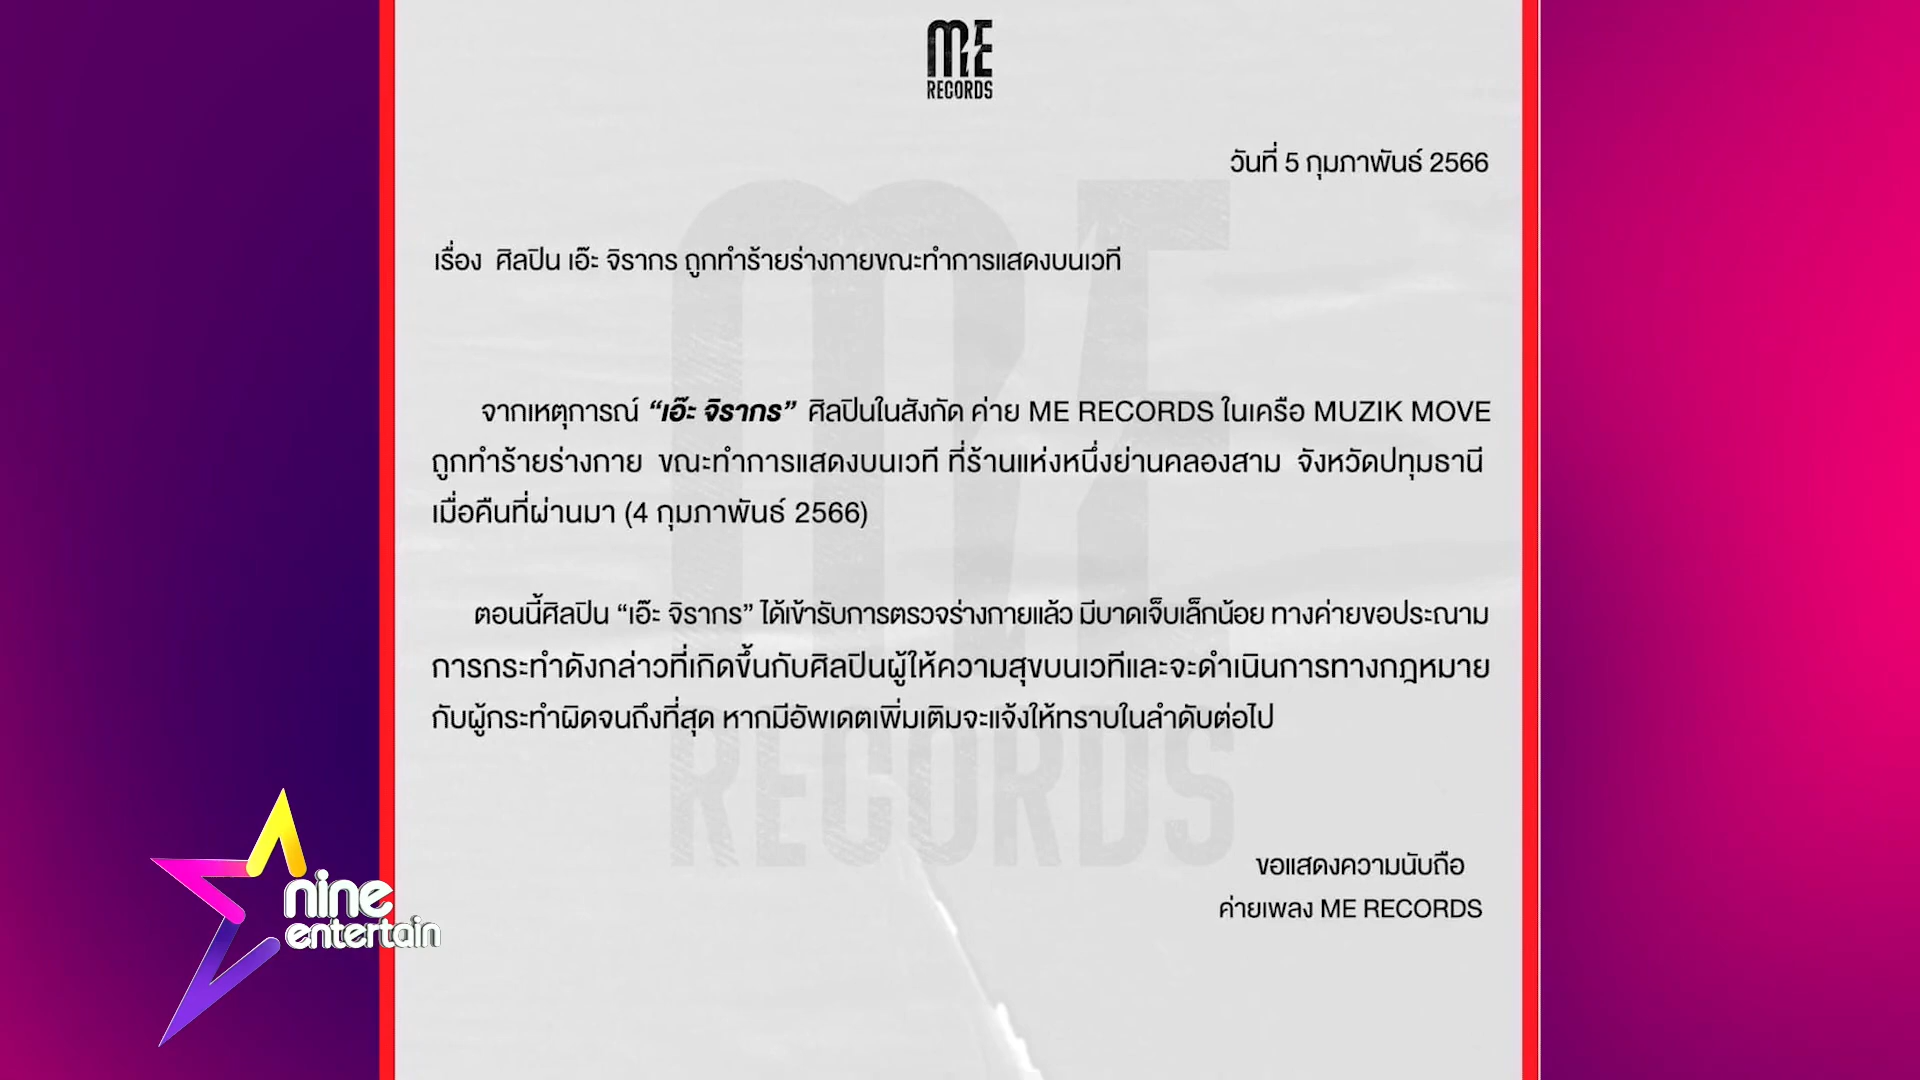 ME
RECORDS
วันที่ 5 กุมภาพันธ์ 2566
เรื่อง ศิลปิน เอ๊ะ จิรากร ถูกทำร้ายร่างกายขณะทำการแสดงบนเวที
จากเหตุการณ์ “เอ๊ะ จิรากร” ศิลปินในสังกัด ค่าย ME RECORDS ในเครือ MUZIK MOVE
ถูกทำร้ายร่างกาย ขณะทำการแสดงบนเวที ที่ร้านแห่งหนึ่งย่านคลองสาม จังหวัดปทุมธานี
เมื่อคืนที่ผ่านมา (4 กุมภาพันธ์ 2566)
ตอนนี้ศิลปิน “เอ๊ะ จิรากร” ได้เข้ารับการตรวจร่างกายแล้ว มีบาดเจ็บเล็กน้อย ทางค่ายขอประณาม
การกระทำดังกล่าวที่เกิดขึ้นกับศิลปินผู้ให้ความสุขบนเวทีและจะดำเนินการทางกฎหมาย
กับผู้กระทำผิดจนถึงที่สุด หากมีอัพเดตเพิ่มเติมจะแจ้งให้ทราบในลำดับต่อไป
ขอแสดงความนับถือ
ค่ายเพลง ME RECORDS
ME
RECORDS
nine
entertain